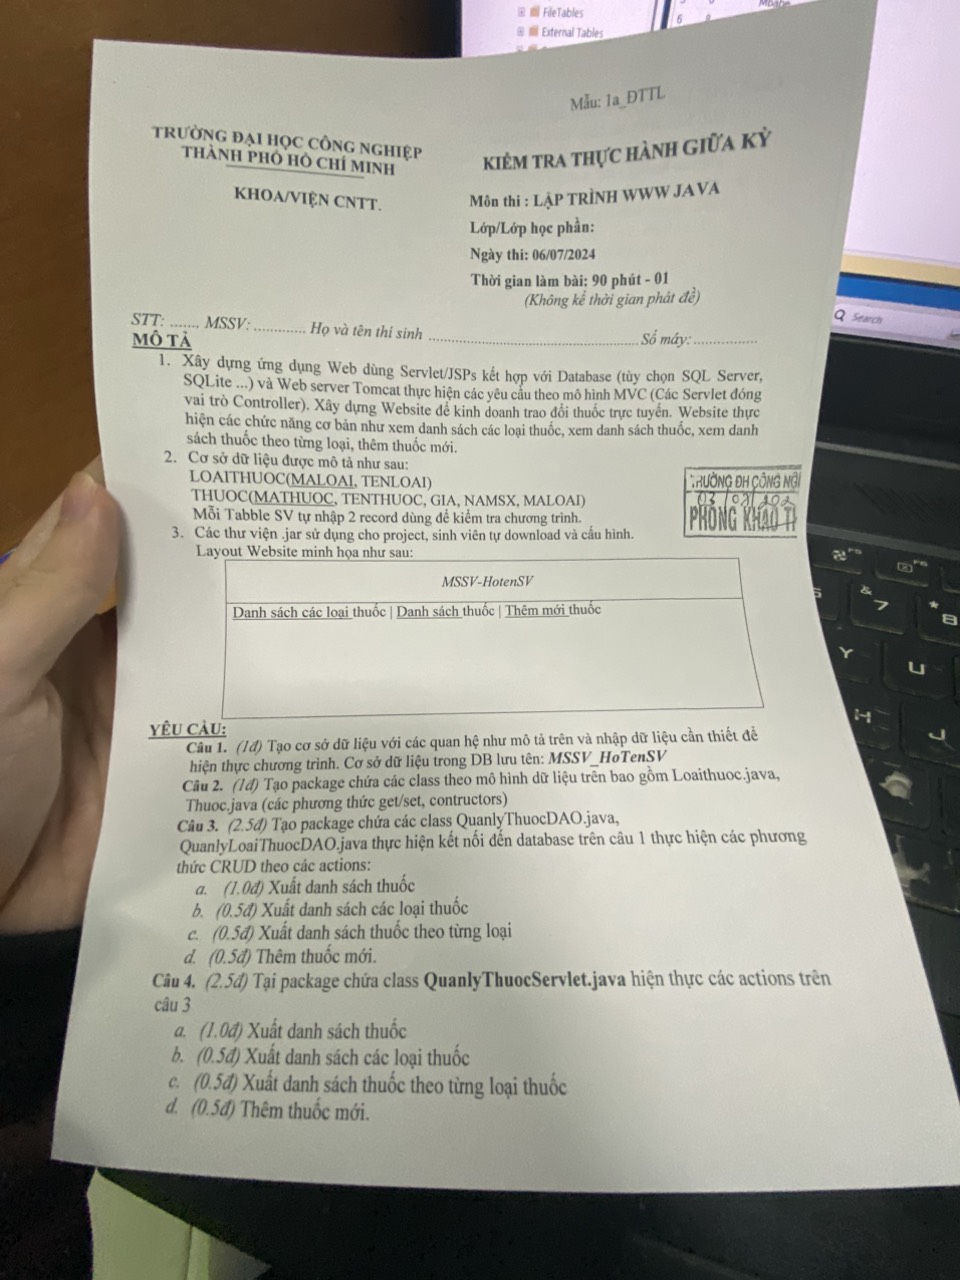 FileTables
External Tables
6
Mẫu: 1a_ĐTTL
TRƯỜNG ĐẠI HỌC CÔNG NGHIỆP
THÀNH PHỐ HỒ CHÍ MINH
KHOA/VIỆN CNTT.
KIỂM TRA THỰC HÀNH GIỮA KỲ
Môn thi : LẬP TRÌNH WWW JAVA
Lớp/Lớp học phần:
Ngày thi: 06/07/2024
Thời gian làm bài: 90 phút - 01
(Không kể thời gian phát đề)
Search
STT: ....... MSSV: ............. Họ và tên thí sinh ........................................ Số máy: ..............
MÔ TẢ
1. Xây dựng ứng dụng Web dùng Servlet/JSPs kết hợp với Database (tùy chọn SQL Server,
SQLite ...) và Web server Tomcat thực hiện các yêu cầu theo mô hình MVC (Các Servlet đóng
vai trò Controller). Xây dựng Website để kinh doanh trao đổi thuốc trực tuyến. Website thực
hiện các chức năng cơ bản như xem danh sách các loại thuốc, xem danh sách thuốc, xem danh
sách thuốc theo từng loại, thêm thuốc mới.
2. Cơ sở dữ liệu được mô tả như sau:
LOAITHUOC(MALOAI, TENLOAI)
THUOC(MATHUOC, TENTHUOC, GIA, NAMSX, MALOAI)
Mỗi Tabble SV tự nhập 2 record dùng để kiểm tra chương trình.
TRƯỜNG ĐH CÔNG NG
PHÒNG KHẢO TH
3. Các thư viện .jar sử dụng cho project, sinh viên tự download và cấu hình.
Layout Website minh họa như sau:
MSSV-HotenSV
Danh sách các loại thuốc | Danh sách thuốc | Thêm mới thuốc
YÊU CẦU:
Câu 1. (1đ) Tạo cơ sở dữ liệu với các quan hệ như mô tả trên và nhập dữ liệu cần thiết để
hiện thực chương trình. Cơ sở dữ liệu trong DB lưu tên: MSSV_HoTenSV
Câu 2. (1đ) Tạo package chứa các class theo mô hình dữ liệu trên bao gồm Loaithuoc.java,
Thuoc.java (các phương thức get/set, contructors)
Câu 3. (2.5đ) Tạo package chứa các class QuanlyThuocDAO.java,
QuanlyLoaiThuocDAO.java thực hiện kết nối đến database trên câu 1 thực hiện các phương
thức CRUD theo các actions:
a. (1.0đ) Xuất danh sách thuốc
b. (0.5đ) Xuất danh sách các loại thuốc
c. (0.5đ) Xuất danh sách thuốc theo từng loại
d. (0.5đ) Thêm thuốc mới.
Câu 4. (2.5đ) Tại package chứa class QuanlyThuocServlet.java hiện thực các actions trên
câu 3
a. (1.0đ) Xuất danh sách thuốc
b. (0.5đ) Xuất danh sách các loại thuốc
c. (0.5đ) Xuất danh sách thuốc theo từng loại thuốc
d. (0.5đ) Thêm thuốc mới.
&
7
*
8
Y
U
H
J